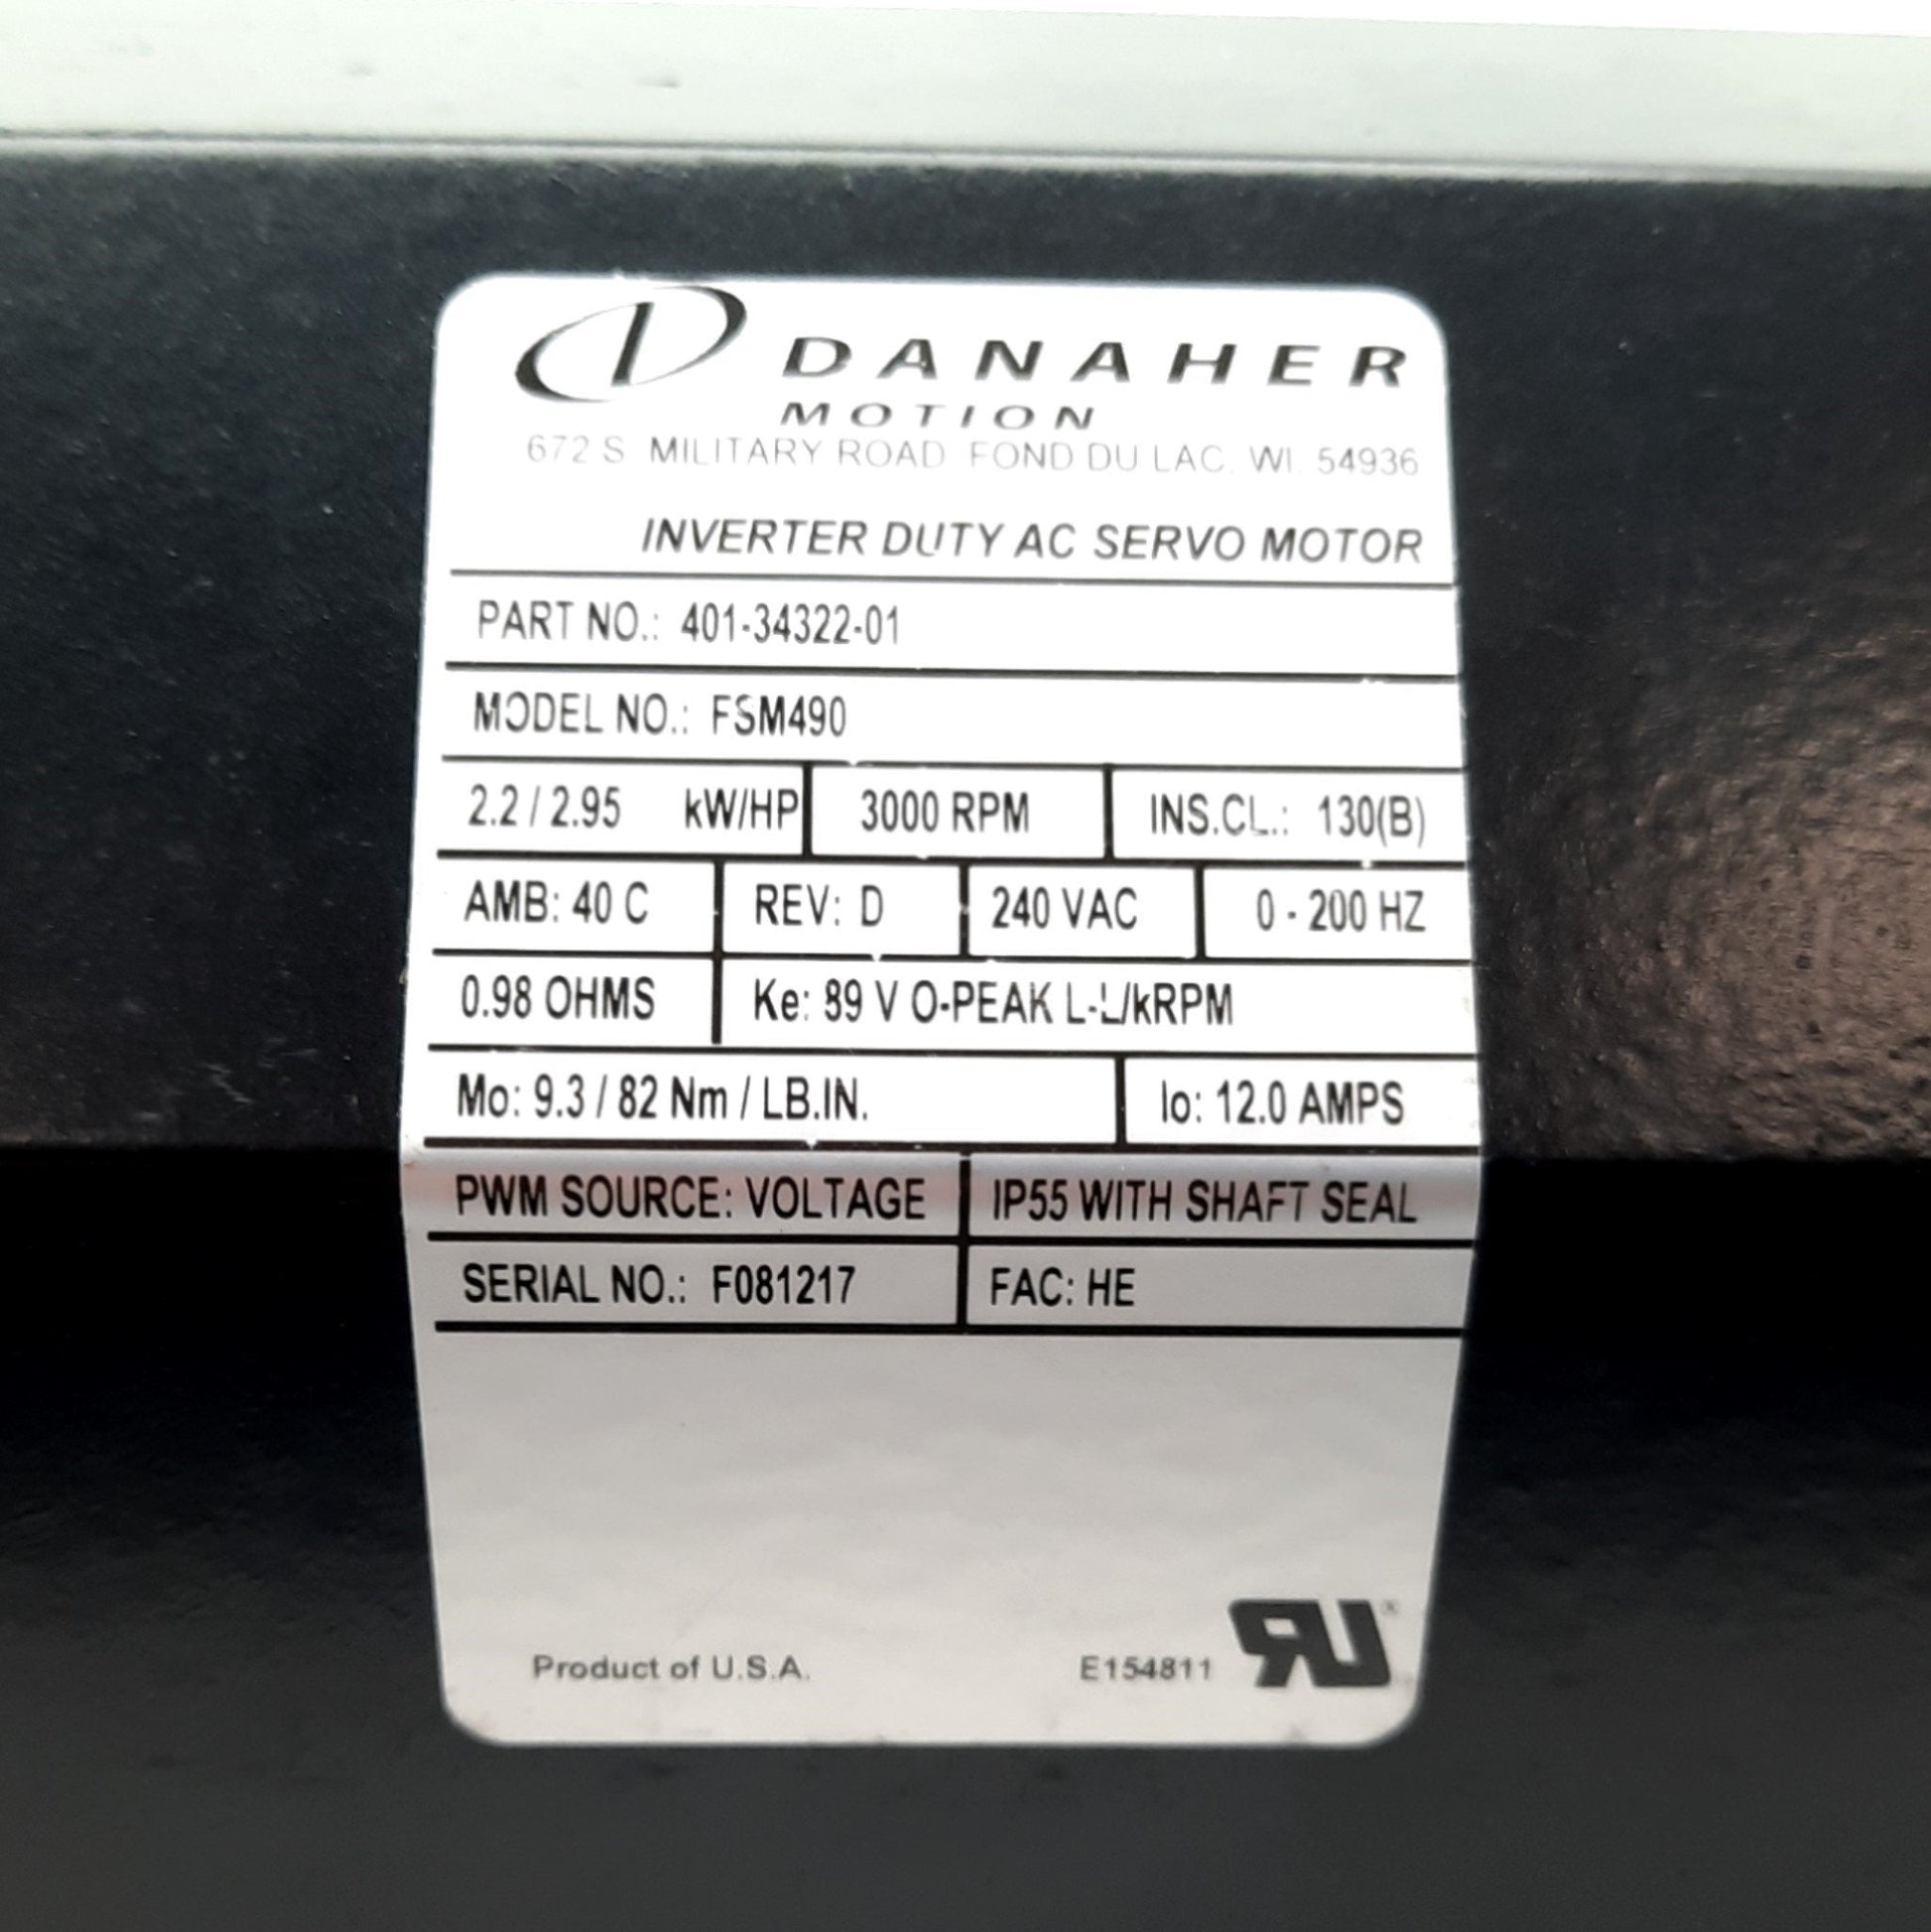 DANAHER
MOTION
672 S. MILITARY ROAD FOND DU LAC, WI. 54936
INVERTER DUTY AC SERVO MOTOR
PART NO.: 401-34322-01
MODEL NO.: FSM490
2.2 / 2.95 kW/HP 3000 RPM INS.CL.: 130(B)
AMB: 40 C REV: D 240 VAC 0 - 200 HZ
0.98 OHMS Ke: 89 V O-PEAK L-L/kRPM
Mo: 9.3 / 82 Nm / LB.IN. Io: 12.0 AMPS
PWM SOURCE: VOLTAGE IP55 WITH SHAFT SEAL
SERIAL NO.: F081217 FAC: HE
Product of U.S.A. E154811